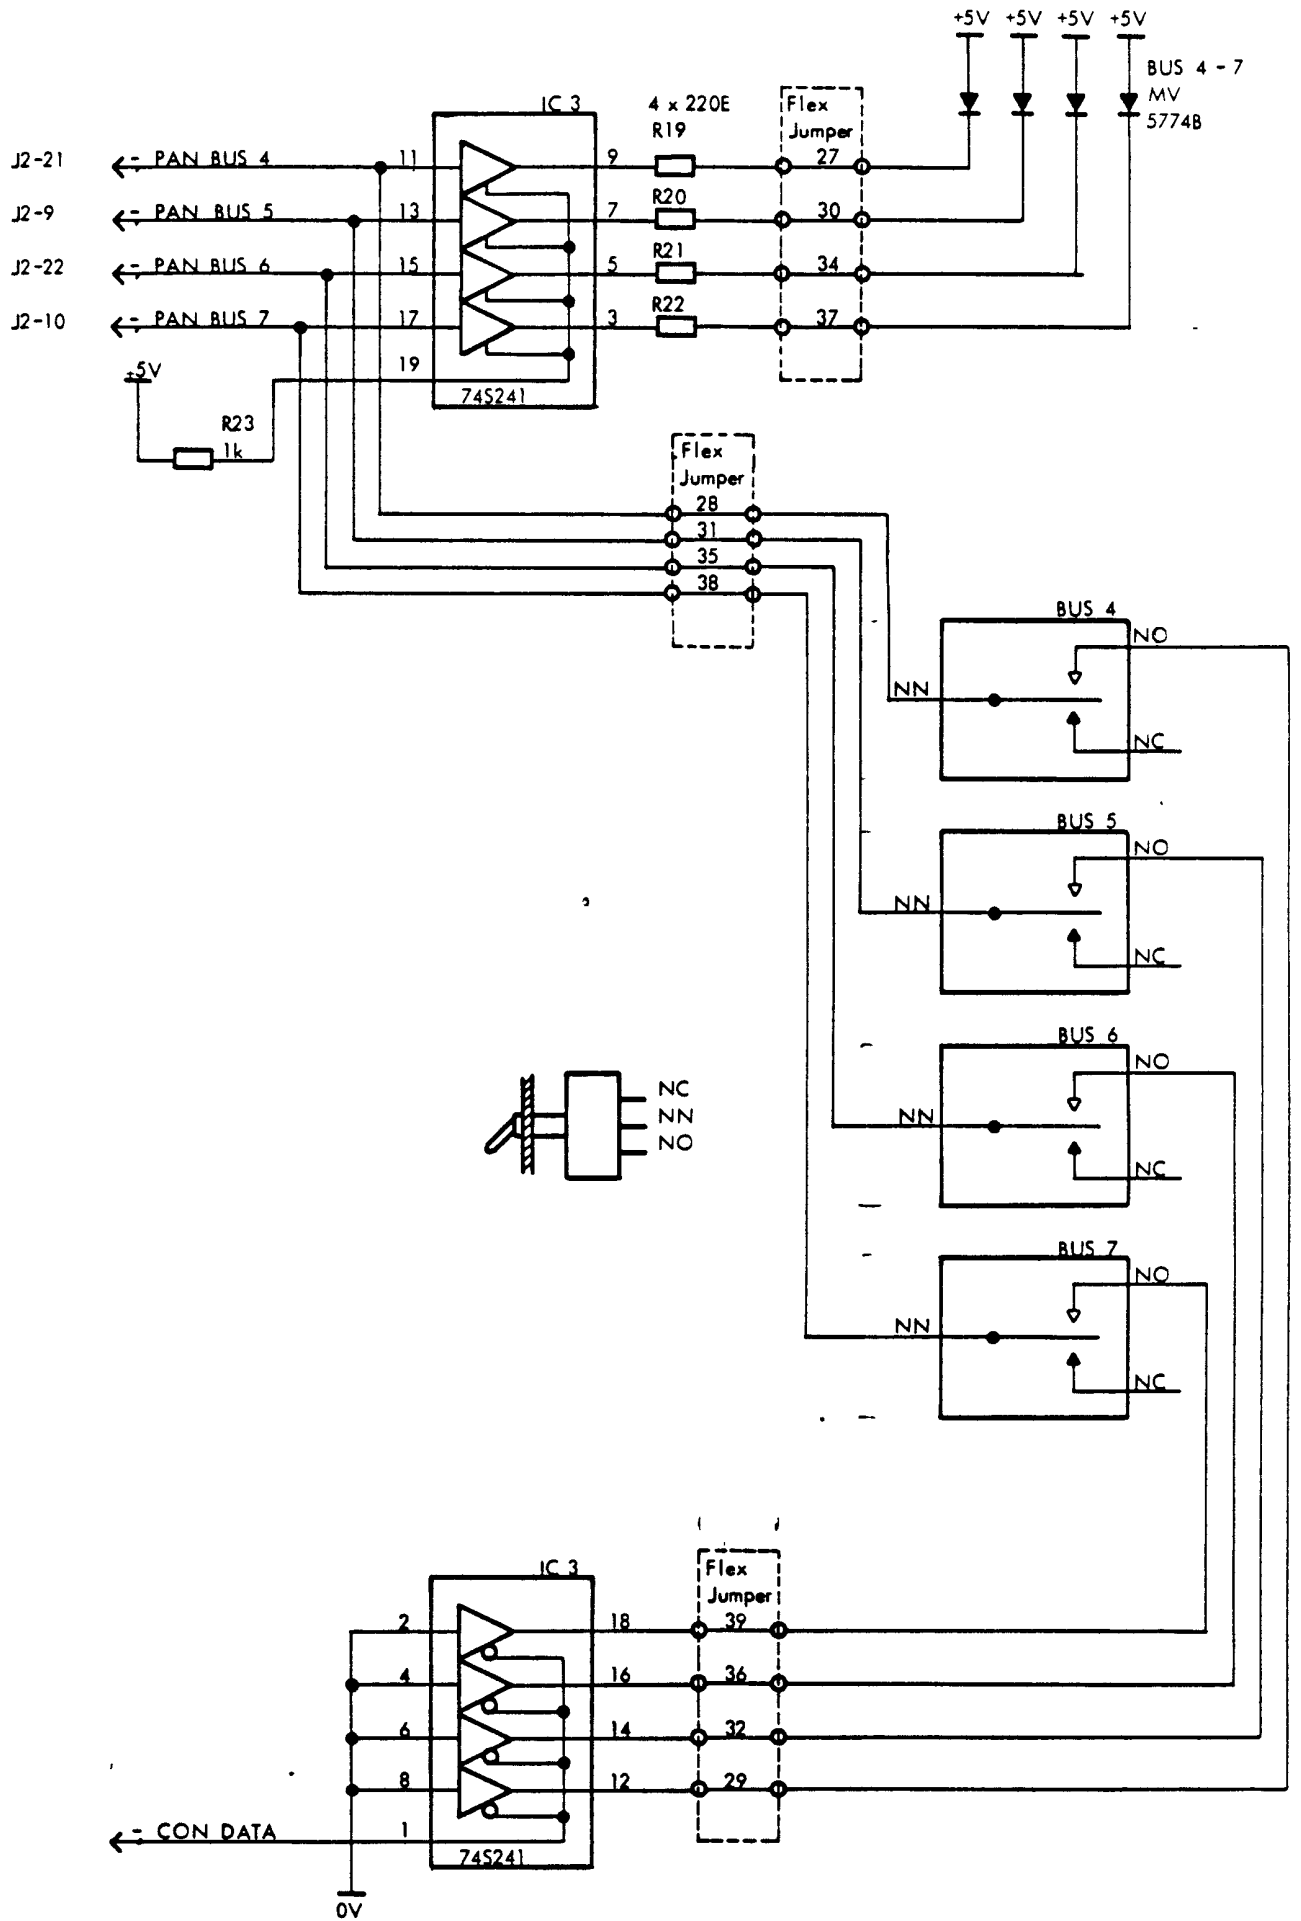 +5V +5V +5V +5V
BUS 4 - 7
MV
5774B
IC 3
4 x 220E
R19
Flex
Jumper
J2-21 -, PAN BUS 4 11 9 27
R20
J2-9 -, PAN BUS 5 13 7 30
R21
J2-22 -, PAN BUS 6 15 5 34
R22
J2-10 -, PAN BUS 7 17 3 37
19
+5V
74S241
R23
1k
Flex
Jumper
28
31
35
38
BUS 4
NO
NN
NC
BUS 5
NO
NN
NC
BUS 6
NO
NN
NC
NC
NN
NO
BUS 7
NO
NN
NC
IC 3
Flex
Jumper
2 18 39
4 16 36
6 14 32
8 12 29
-, CON DATA 1
74S241
0V